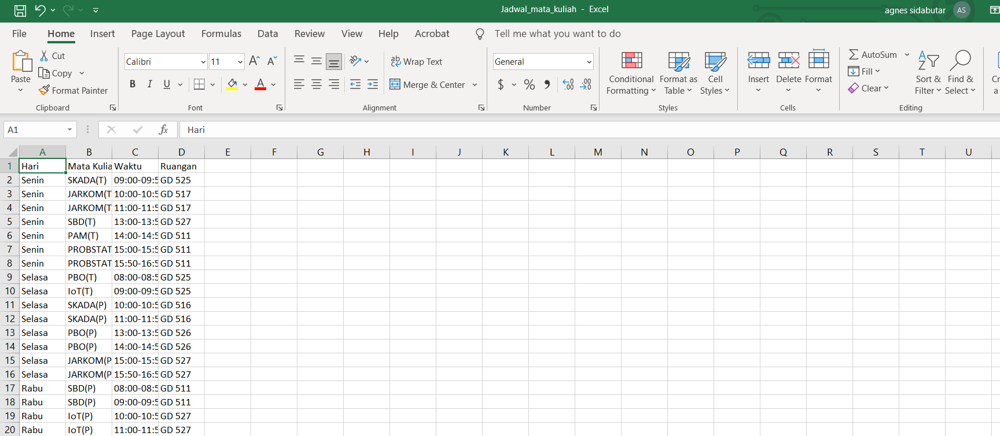 Jadwal_mata_kuliah - Excel
agnes sidabutar AS
File Home Insert Page Layout Formulas Data Review View Help Acrobat Tell me what you want to do
Paste
Cut
Copy
Format Painter
Clipboard
Calibri 11
B I U
Font
Wrap Text
Merge & Center
Alignment
General
$ % 9
Number
Conditional Formatting
Format as Table
Cell Styles
Styles
Insert Delete Format
Cells
AutoSum
Fill
Clear
Sort & Filter
Find & Select
Editing
Cr
a
A1 fx Hari
A B C D E F G H I J K L M N O P Q R S T U
1 Hari Mata Kulia Waktu Ruangan
2 Senin SKADA(T) 09:00-09:5 GD 525
3 Senin JARKOM(T 10:00-10:5 GD 517
4 Senin JARKOM(T 11:00-11:5 GD 517
5 Senin SBD(T) 13:00-13:5 GD 527
6 Senin PAM(T) 14:00-14:5 GD 511
7 Senin PROBSTAT 15:00-15:5 GD 511
8 Senin PROBSTAT 15:50-16:5 GD 511
9 Selasa PBO(T) 08:00-08:5 GD 525
10 Selasa IoT(T) 09:00-09:5 GD 525
11 Selasa SKADA(P) 10:00-10:5 GD 516
12 Selasa SKADA(P) 11:00-11:5 GD 516
13 Selasa PBO(P) 13:00-13:5 GD 526
14 Selasa PBO(P) 14:00-14:5 GD 526
15 Selasa JARKOM(P 15:00-15:5 GD 527
16 Selasa JARKOM(P 15:50-16:5 GD 527
17 Rabu SBD(P) 08:00-08:5 GD 511
18 Rabu SBD(P) 09:00-09:5 GD 511
19 Rabu IoT(P) 10:00-10:5 GD 527
20 Rabu IoT(P) 11:00-11:5 GD 527